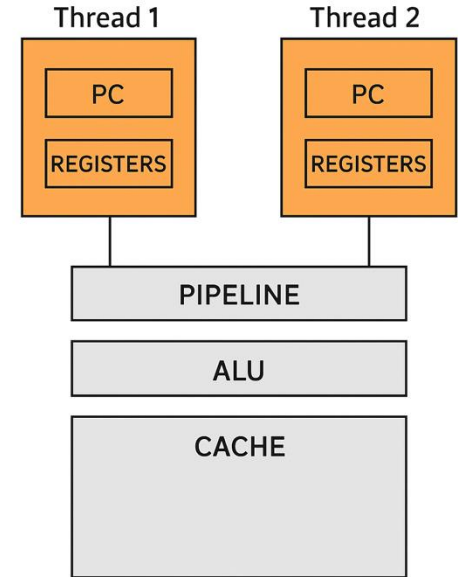 Thread 1
Thread 2
PC
PC
REGISTERS
REGISTERS
PIPELINE
ALU
CACHE